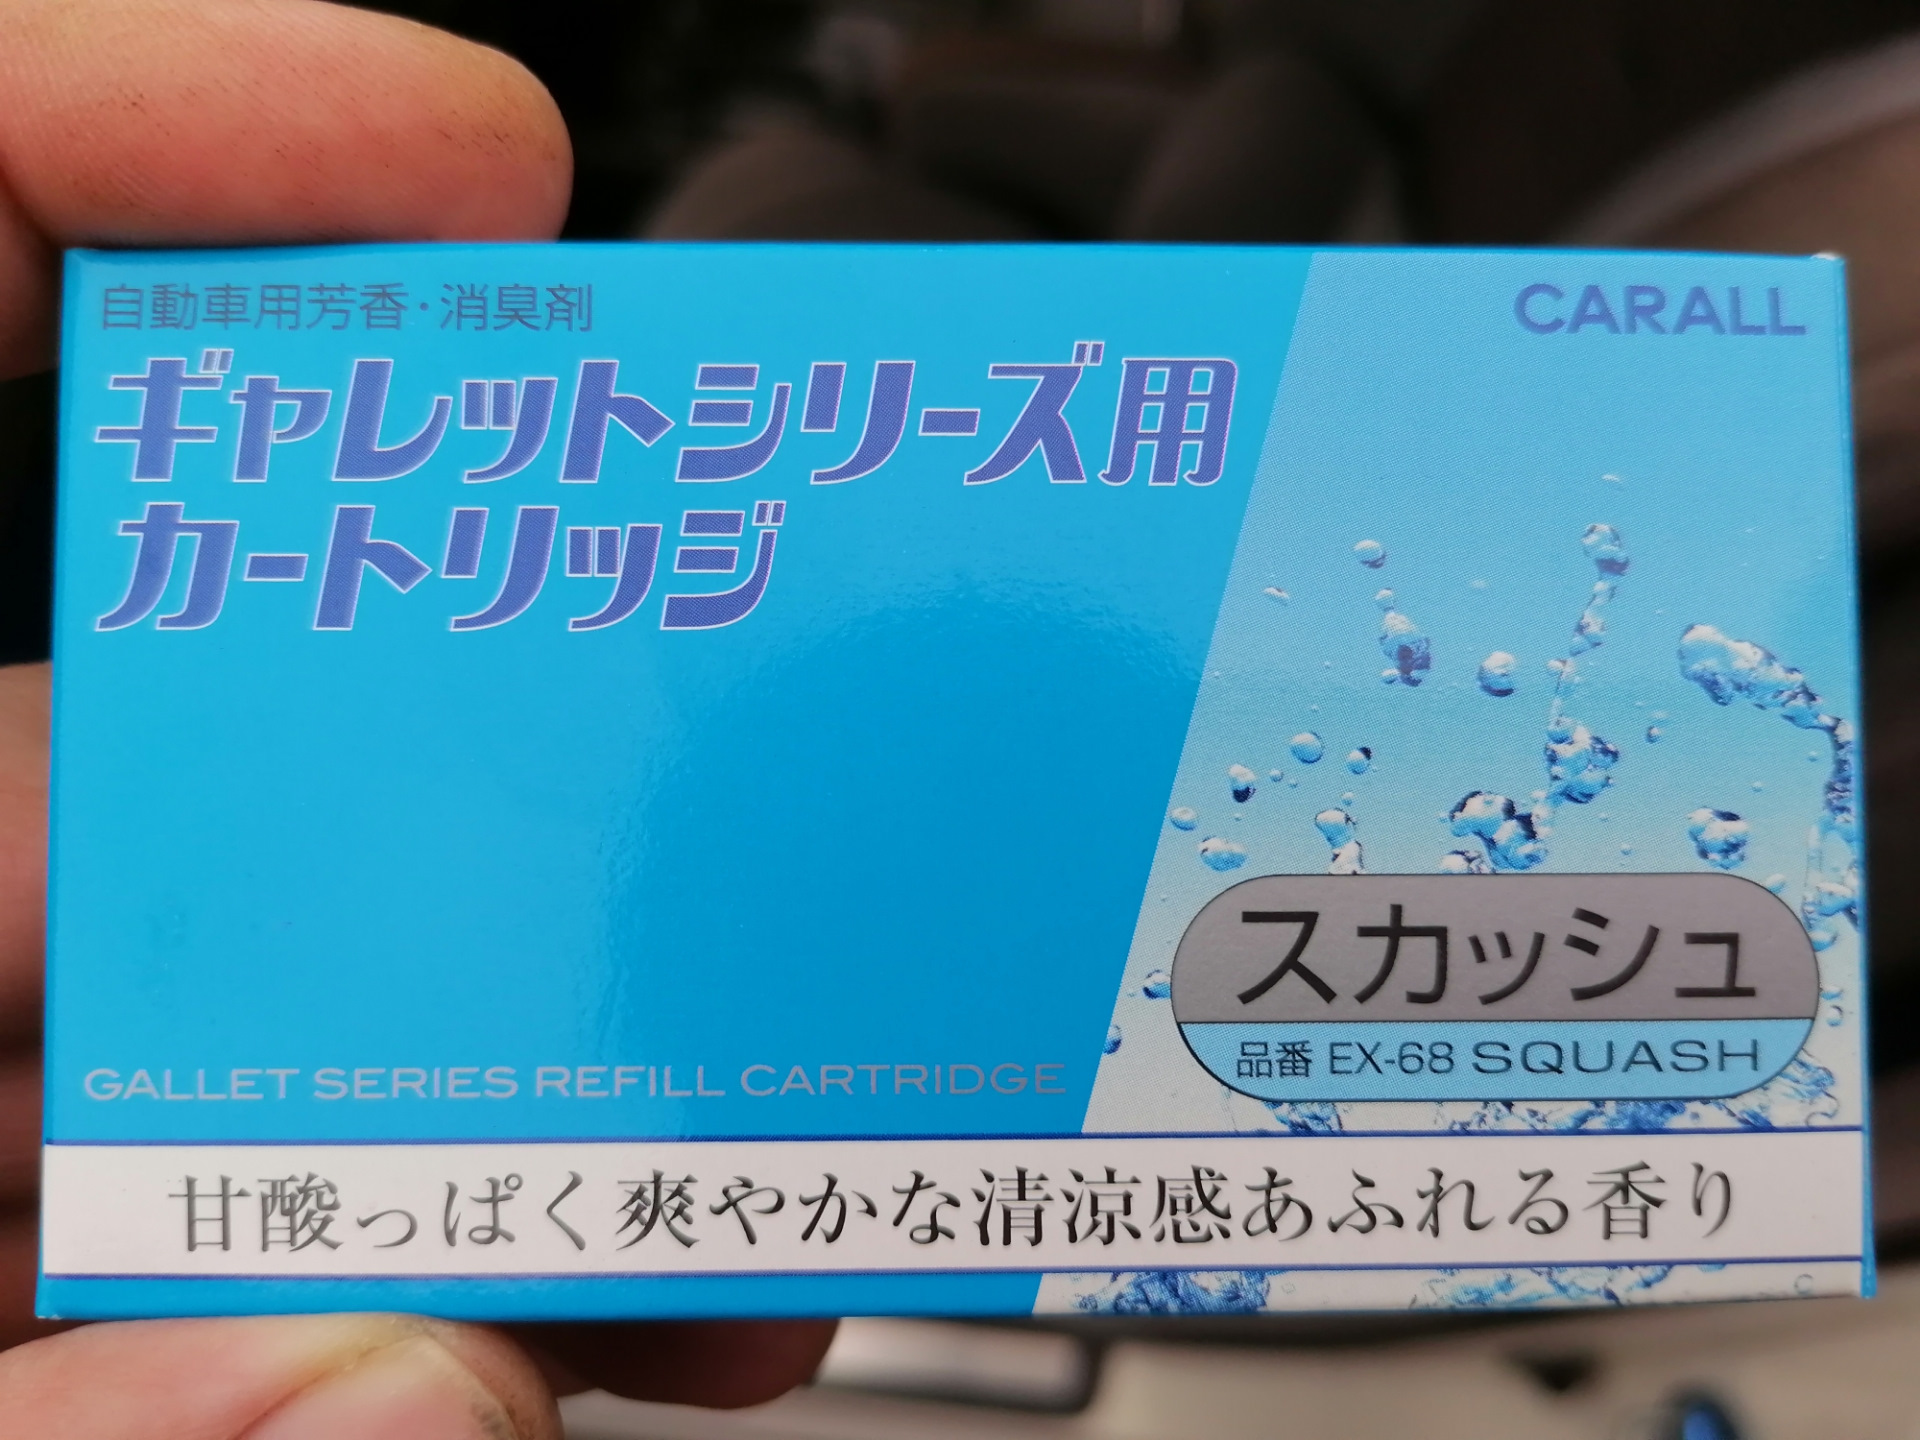 自動車用芳香・消臭剤
CARALL
ギャレットシリーズ用
カートリッジ
スカッシュ
品番 EX-68 SQUASH
GALLET SERIES REFILL CARTRIDGE
甘酸っぱく爽やかな清涼感あふれる香り
C